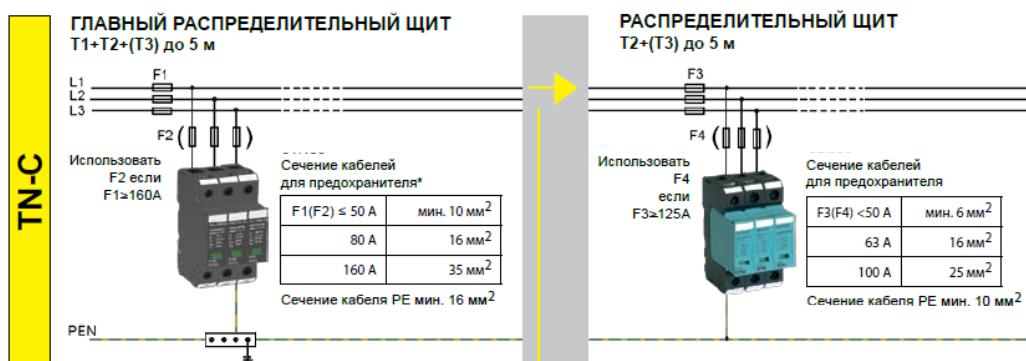 TN-C
ГЛАВНЫЙ РАСПРЕДЕЛИТЕЛЬНЫЙ ЩИТ
T1+T2+(T3) до 5 м
F1
L1
L2
L3
F2 ( )
Использовать
F2 если
F1≥160A
Сечение кабелей
для предохранителя*
F1(F2) ≤ 50 A мин. 10 мм²
80 A 16 мм²
160 A 35 мм²
Сечение кабеля PE мин. 16 мм²
PEN
РАСПРЕДЕЛИТЕЛЬНЫЙ ЩИТ
T2+(T3) до 5 м
F3
F4 ( )
Использовать
F4
если
F3≥125A
Сечение кабелей
для предохранителя
F3(F4) <50 A мин. 6 мм²
63 A 16 мм²
100 A 25 мм²
Сечение кабеля PE мин. 10 мм²